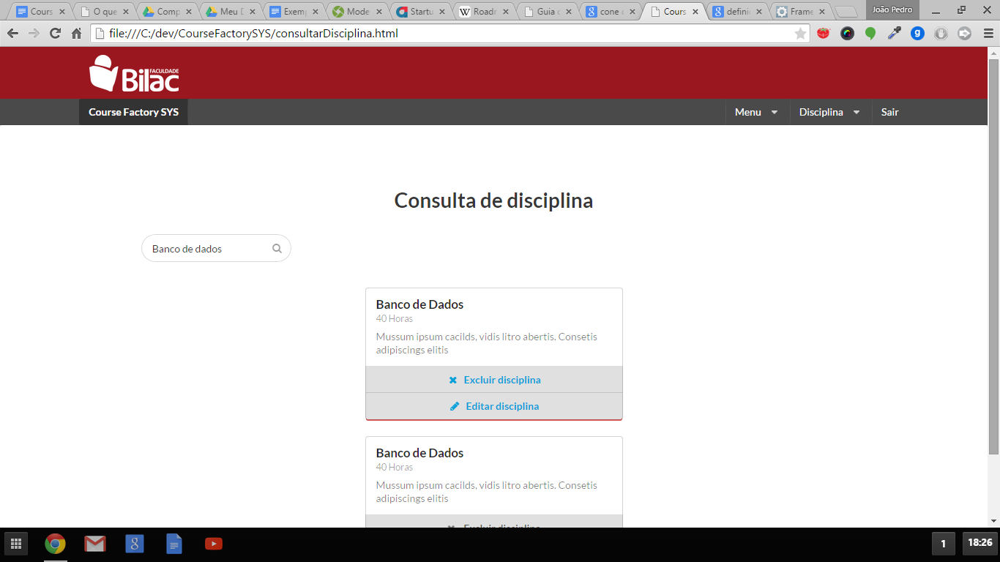 Cours
O que
Comp
Meu D
Exemp
Mode
Startu
W Roadr
Guia
g cone
Cours
g defini
Frame
João Pedro
file:///C:/dev/CourseFactorySYS/consultarDisciplina.html
g
FACULDADE
Bilac
Course Factory SYS
Menu
Disciplina
Sair
Consulta de disciplina
Banco de dados
Banco de Dados
40 Horas
Mussum ipsum cacilds, vidis litro abertis. Consetis
adipiscings elitis
Excluir disciplina
Editar disciplina
Banco de Dados
40 Horas
Mussum ipsum cacilds, vidis litro abertis. Consetis
adipiscings elitis
Excluir disciplina
g
1
18:26